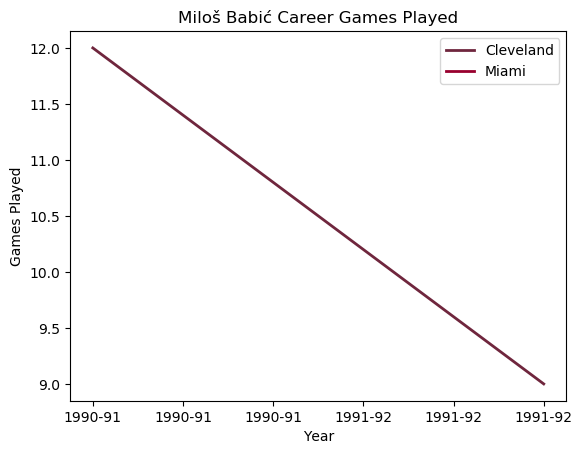 Miloš Babić Career Games Played
Cleveland
Miami
12.0
11.5
11.0
10.5
10.0
9.5
9.0
Games Played
1990-91 1990-91 1990-91 1991-92 1991-92 1991-92
Year